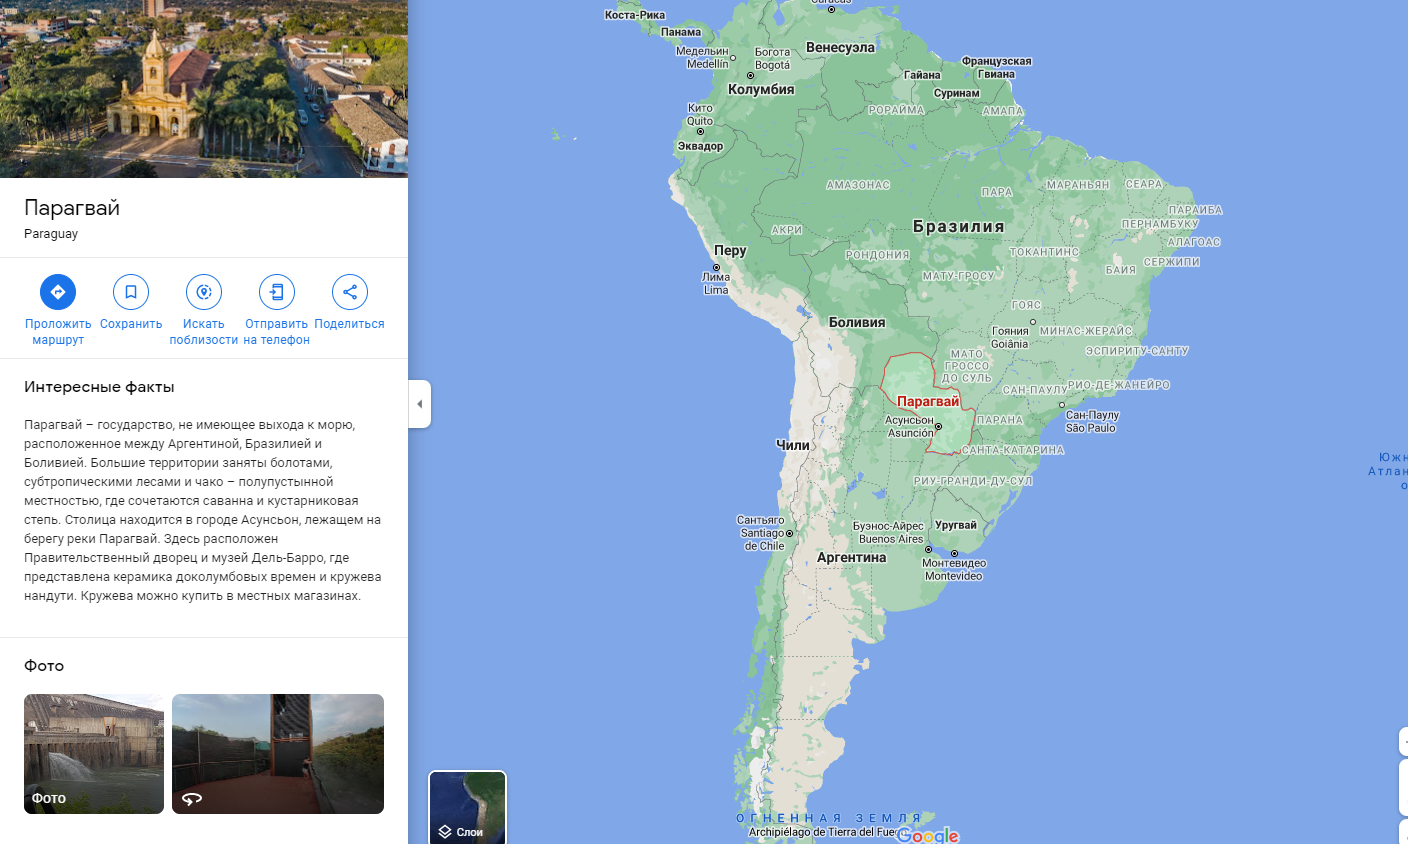 Парагвай
Paraguay
Проложить
маршрут
Сохранить
Искать
поблизости
Отправить
на телефон
Поделиться
Интересные факты
Парагвай – государство, не имеющее выхода к морю,
расположенное между Аргентиной, Бразилией и
Боливией. Большие территории заняты болотами,
субтропическими лесами и чако – полупустынной
местностью, где сочетаются саванна и кустарниковая
степь. Столица находится в городе Асунсьон, лежащем на
берегу реки Парагвай. Здесь расположен
Правительственный дворец и музей Дель-Барро, где
представлена керамика доколумбовых времен и кружева
нандути. Кружева можно купить в местных магазинах.
Фото
Фото
Caracas
Коста-Рика
Панама
Венесуэла
Медельин
Medellín
Богота
Bogotá
Колумбия
Гайана
Французская
Гвиана
Суринам
Кито
Quito
Эквадор
РОРАЙМА
АМАПА
АМАЗОНАС
ПАРА
МАРАНЬЯН
СЕАРА
ПАРАИБА
ПЕРНАМБУКУ
АЛАГОАС
СЕРЖИПИ
Бразилия
АКРИ
Перу
РОНДОНИЯ
ТОКАНТИНС
БАИЯ
МАТУ-ГРОСУ
Лима
Lima
ГОЯС
Боливия
Гояния
Goiânia
МИНАС-ЖЕРАЙС
ЭСПИРИТУ-САНТУ
МАТО
ГРОССО
ДО СУЛЬ
САН-ПАУЛУ
РИО-ДЕ-ЖАНЕЙРО
Парагвай
Асунсьон
Asunción
ПАРАНА
Сан-Паулу
São Paulo
Чили
САНТА-КАТАРИНА
РИУ-ГРАНДИ-ДУ-СУЛ
Южн
Атлан
о
Сантьяго
Santiago
de Chile
Буэнос-Айрес
Buenos Aires
Уругвай
Аргентина
Монтевидео
Montevideo
ОГНЕННАЯ ЗЕМЛЯ
Archipiélago de Tierra del Fue
Google
Слои